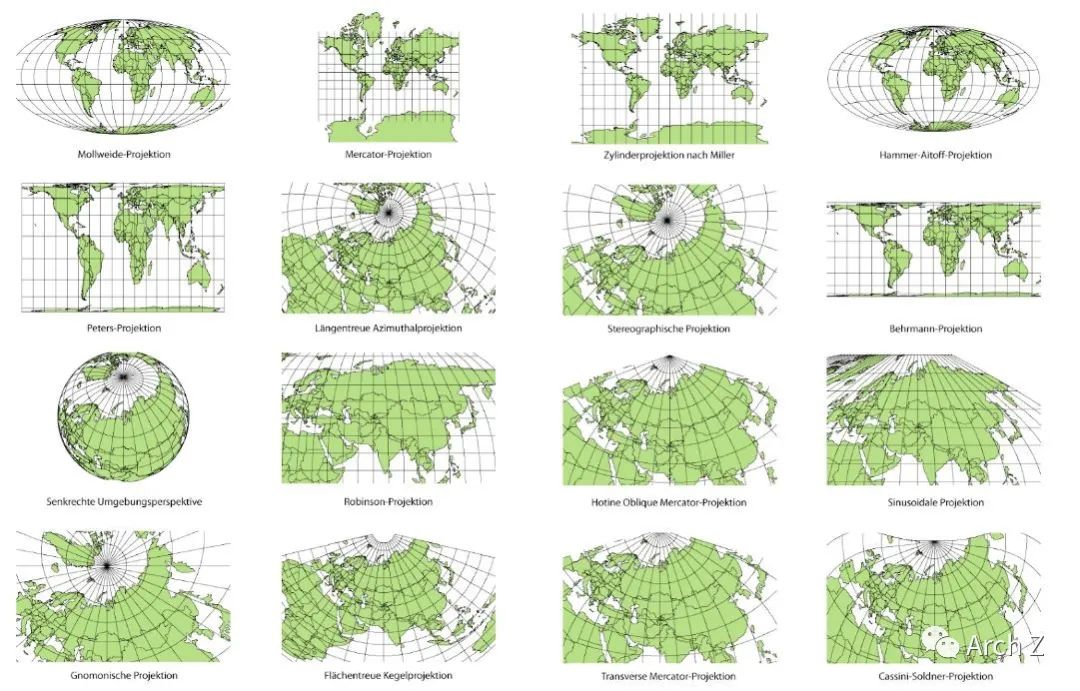 Mollweide-Projektion
Mercator-Projektion
Zylinderprojektion nach Miller
Hammer-Aitoff-Projektion
Peters-Projektion
Längentreue Azimuthalprojektion
Stereographische Projektion
Behrmann-Projektion
Senkrechte Umgebungsperspektive
Robinson-Projektion
Hotine Oblique Mercator-Projektion
Sinusoidale Projektion
Gnomonische Projektion
Flächentreue Kegelprojektion
Transverse Mercator-Projektion
Cassini-Soldner-Projektion
Arch Z